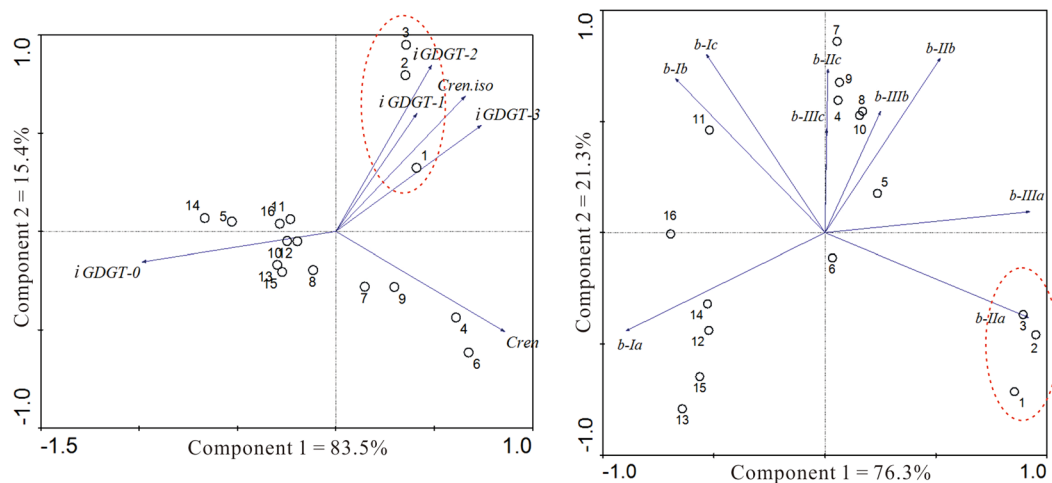 1.0
Component 2 = 15.4%
-1.0
-1.5
Component 1 = 83.5%
1.0
3
i GDGT-2
2
Cren.iso
i GDGT-1
i GDGT-3
1
14
5
16
11
10
12
i GDGT-0
13
15
8
7
9
4
Cren
6
1.0
Component 2 = 21.3%
-1.0
-1.0
Component 1 = 76.3%
1.0
7
b-Ic
b-IIc
b-IIb
b-Ib
9
b-IIIb
b-IIIc
4
8
10
11
5
b-IIIa
16
6
14
b-IIa
3
b-Ia
12
2
15
1
13